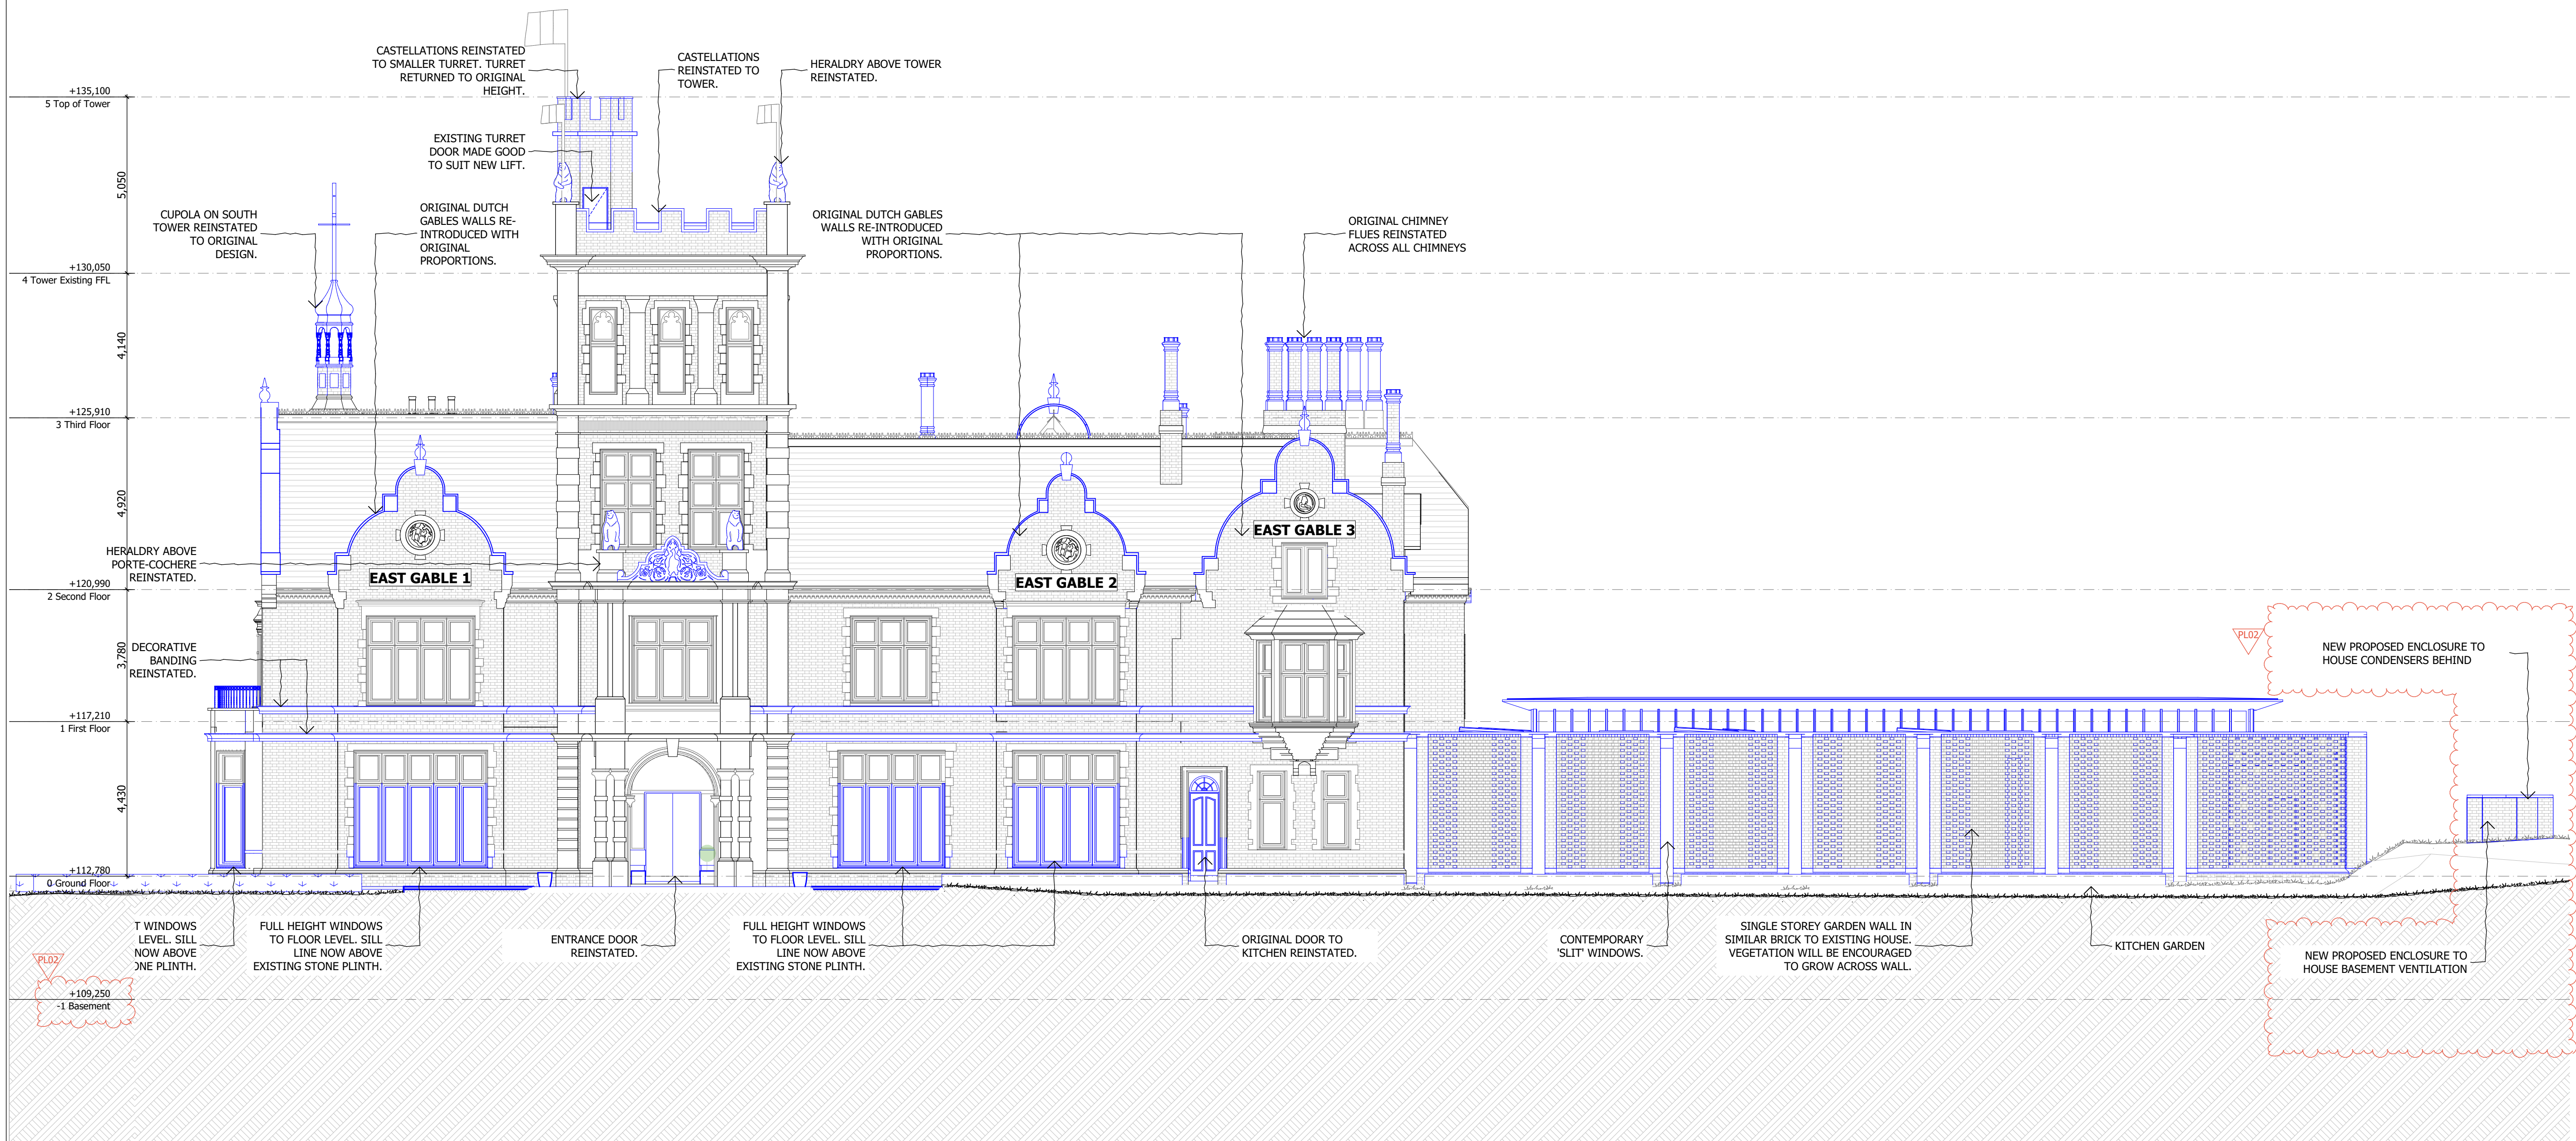 CASTELLATIONS REINSTATED
TO SMALLER TURRET. TURRET
RETURNED TO ORIGINAL
HEIGHT.
CASTELLATIONS
REINSTATED TO
TOWER.
HERALDRY ABOVE TOWER
REINSTATED.
+135,100
5 Top of Tower
EXISTING TURRET
DOOR MADE GOOD
TO SUIT NEW LIFT.
5,050
CUPOLA ON SOUTH
TOWER REINSTATED
TO ORIGINAL
DESIGN.
ORIGINAL DUTCH
GABLES WALLS RE-
INTRODUCED WITH
ORIGINAL
PROPORTIONS.
ORIGINAL DUTCH GABLES
WALLS RE-INTRODUCED
WITH ORIGINAL
PROPORTIONS.
ORIGINAL CHIMNEY
FLUES REINSTATED
ACROSS ALL CHIMNEYS
+130,050
4 Tower Existing FFL
4,140
+125,910
3 Third Floor
4,920
EAST GABLE 3
HERALDRY ABOVE
PORTE-COCHERE
REINSTATED.
EAST GABLE 1
EAST GABLE 2
+120,990
2 Second Floor
3,780
DECORATIVE
BANDING
REINSTATED.
PL02
NEW PROPOSED ENCLOSURE TO
HOUSE CONDENSERS BEHIND
+117,210
1 First Floor
4,430
+112,780
0 Ground Floor
T WINDOWS
LEVEL. SILL
NOW ABOVE
ONE PLINTH.
FULL HEIGHT WINDOWS
TO FLOOR LEVEL. SILL
LINE NOW ABOVE
EXISTING STONE PLINTH.
ENTRANCE DOOR
REINSTATED.
FULL HEIGHT WINDOWS
TO FLOOR LEVEL. SILL
LINE NOW ABOVE
EXISTING STONE PLINTH.
ORIGINAL DOOR TO
KITCHEN REINSTATED.
CONTEMPORARY
'SLIT' WINDOWS.
SINGLE STOREY GARDEN WALL IN
SIMILAR BRICK TO EXISTING HOUSE.
VEGETATION WILL BE ENCOURAGED
TO GROW ACROSS WALL.
KITCHEN GARDEN
NEW PROPOSED ENCLOSURE TO
HOUSE BASEMENT VENTILATION
PL02
+109,250
-1 Basement